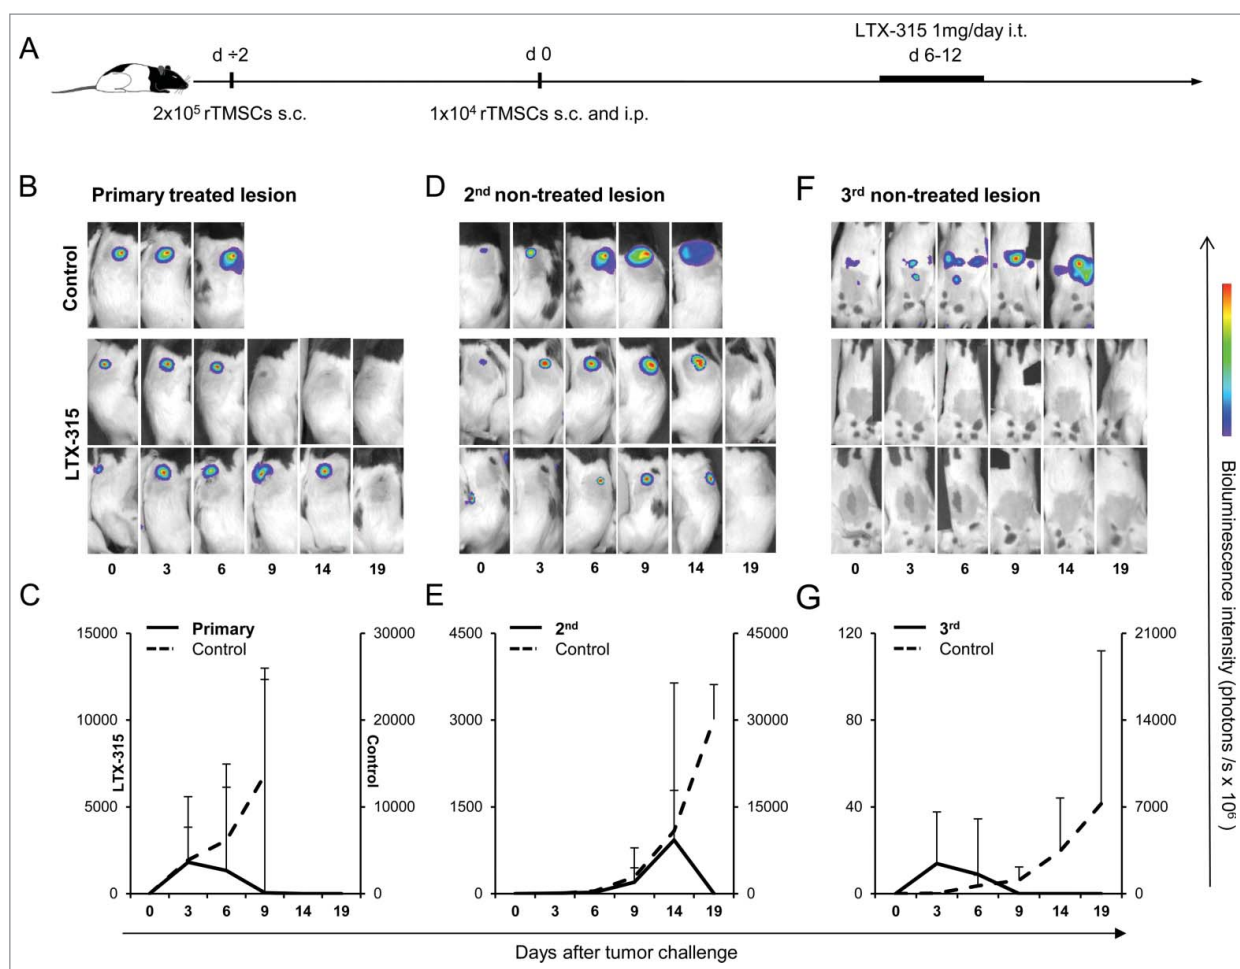 A
LTX-315 1mg/day i.t.
d ÷2
d 0
d 6-12
2x10⁵ rTMSCs s.c.
1x10⁴ rTMSCs s.c. and i.p.
B
Primary treated lesion
D
2nd non-treated lesion
F
3rd non-treated lesion
Control
LTX-315
0 3 6 9 14 19
0 3 6 9 14 19
0 3 6 9 14 19
Bioluminescence intensity (photons /s x 10⁶ )
C
Primary
Control
15000
10000
5000
0
LTX-315
30000
20000
10000
0
Control
0 3 6 9 14 19
E
2nd
Control
4500
3000
1500
0
45000
30000
15000
0
0 3 6 9 14 19
G
3rd
Control
120
80
40
0
21000
14000
7000
0
0 3 6 9 14 19
Days after tumor challenge